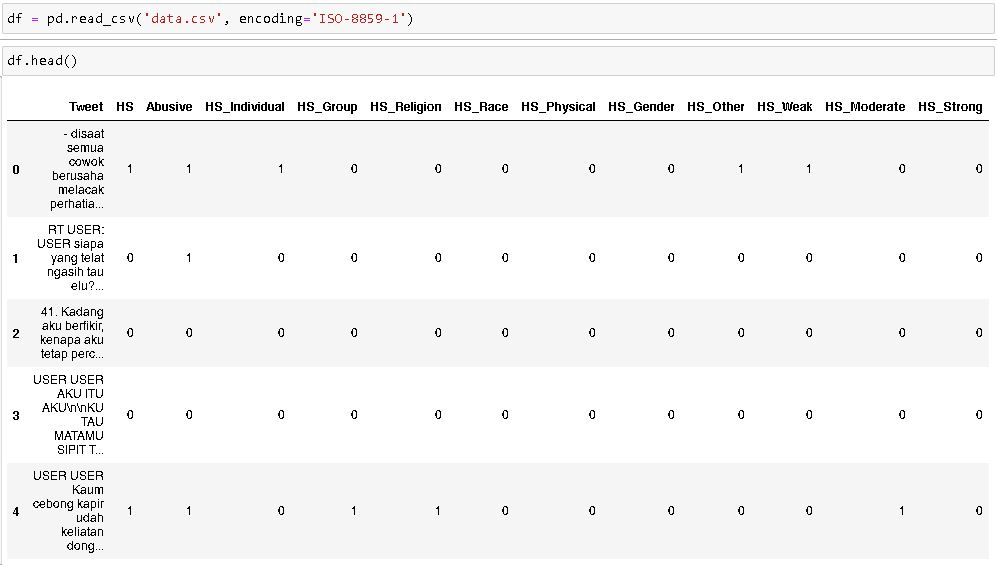 df = pd.read_csv('data.csv', encoding='ISO-8859-1')
df.head()
Tweet HS Abusive HS_Individual HS_Group HS_Religion HS_Race HS_Physical HS_Gender HS_Other HS_Weak HS_Moderate HS_Strong
- disaat
semua
cowok
0 berusaha 1 1 1 0 0 0 0 0 1 1 0 0
melacak
perhatia...
RT USER:
USER siapa
1 yang telat 0 1 0 0 0 0 0 0 0 0 0 0
ngasih tau
elu?...
41. Kadang
aku berfikir,
2 kenapa aku 0 0 0 0 0 0 0 0 0 0 0 0
tetap perc...
USER USER
AKU ITU
3 AKU\n\nKU 0 0 0 0 0 0 0 0 0 0 0 0
TAU
MATAMU
SIPIT T...
USER USER
Kaum
cebong kapir
4 udah 1 1 0 1 1 0 0 0 0 0 1 0
keliatan
dong...